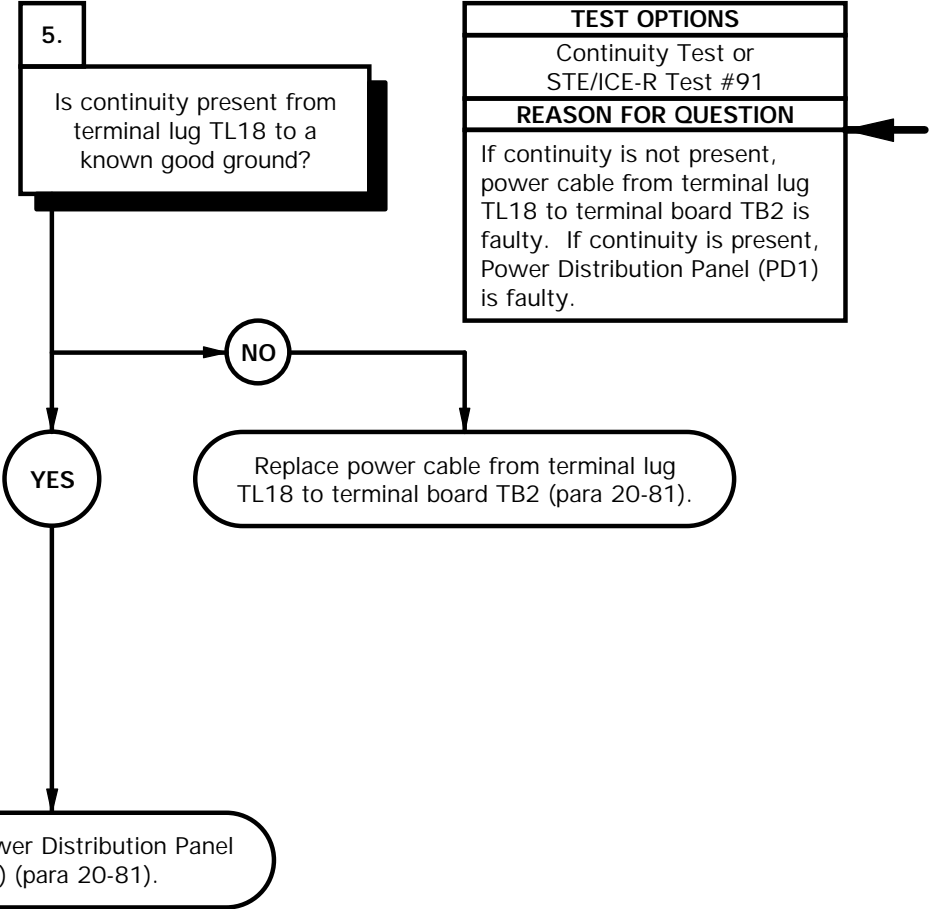 5.
Is continuity present from
terminal lug TL18 to a
known good ground?
TEST OPTIONS
Continuity Test or
STE/ICE-R Test #91
REASON FOR QUESTION
If continuity is not present,
power cable from terminal lug
TL18 to terminal board TB2 is
faulty. If continuity is present,
Power Distribution Panel (PD1)
is faulty.
NO
YES
Replace power cable from terminal lug
TL18 to terminal board TB2 (para 20-81).
Distribution Panel
(para 20-81).